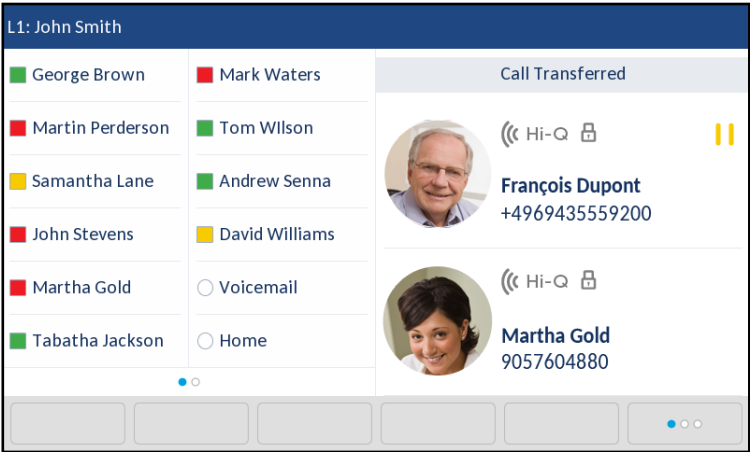 L1: John Smith
George Brown
Martin Perderson
Samantha Lane
John Stevens
Martha Gold
Tabatha Jackson
Mark Waters
Tom WIlson
Andrew Senna
David Williams
Voicemail
Home
Call Transferred
Hi-Q
François Dupont
+4969435559200
Hi-Q
Martha Gold
9057604880